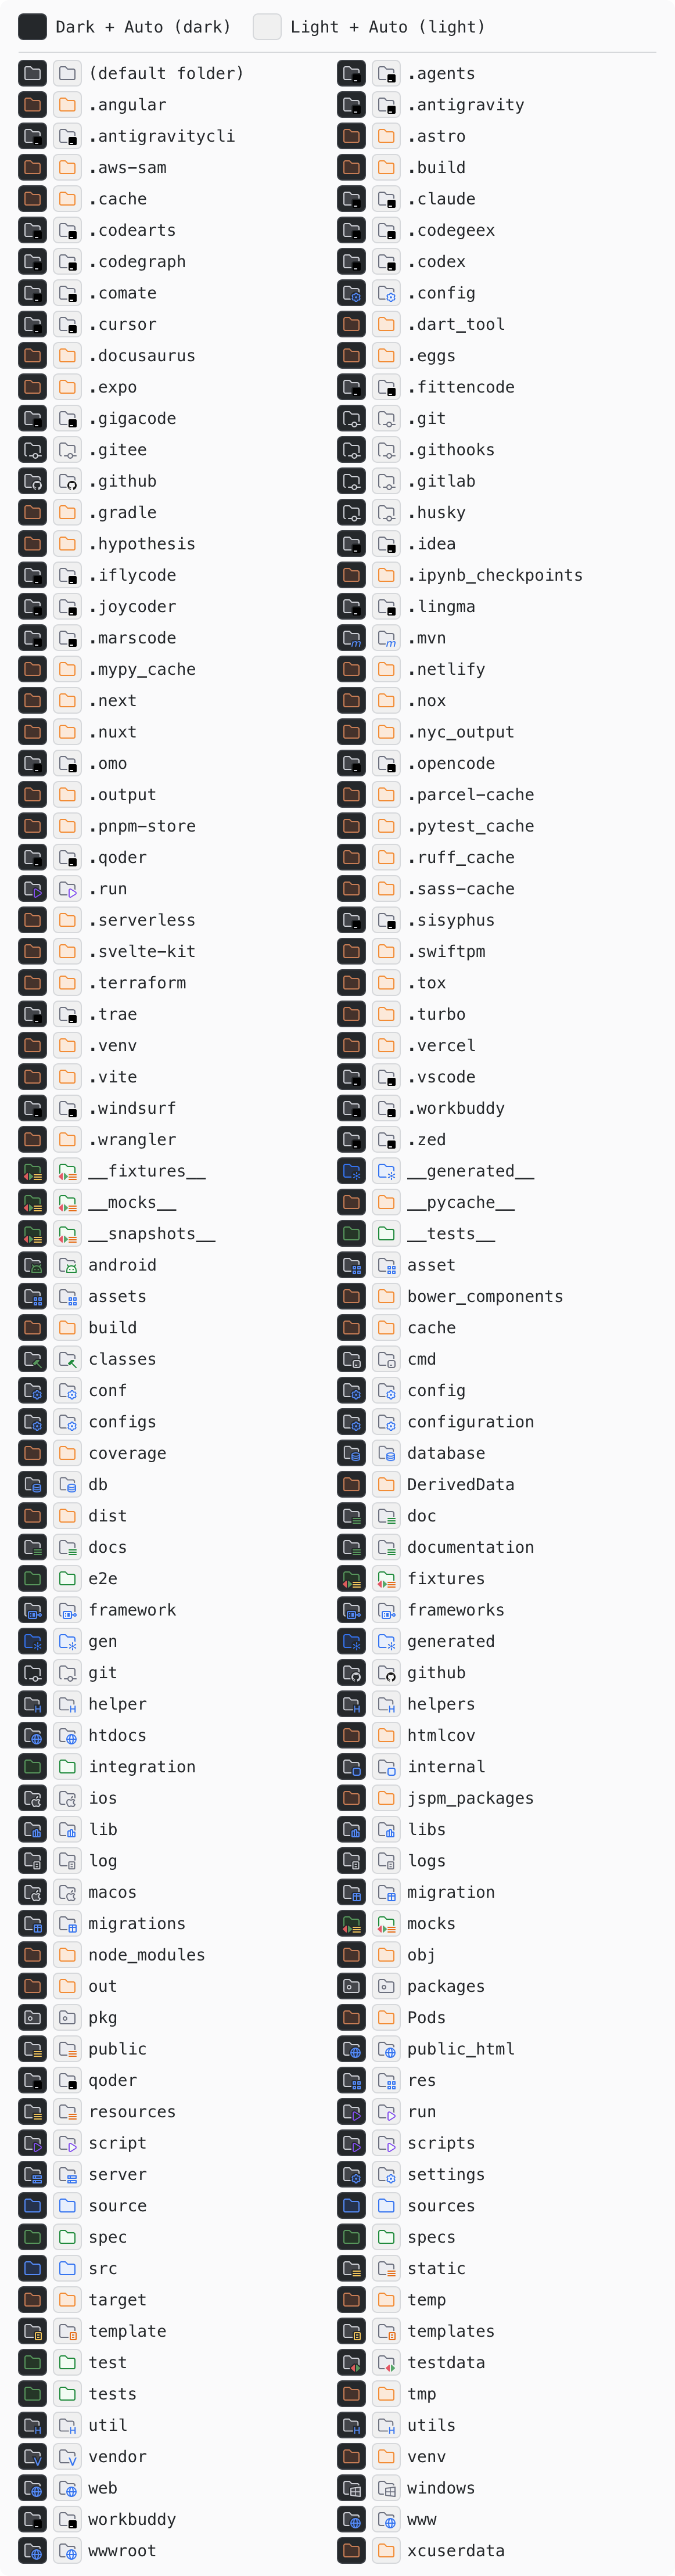 Dark + Auto (dark) Light + Auto (light)
(default folder) .agents
.angular .antigravity
.antigravitycli .astro
.aws-sam .build
.cache .claude
.codearts .codegeex
.codegraph .codex
.comate .config
.cursor .dart_tool
.docusaurus .eggs
.expo .fittencode
.gigacode .git
.gitee .githooks
.github .gitlab
.gradle .husky
.hypothesis .idea
.iflycode .ipynb_checkpoints
.joycoder .lingma
.marscode .mvn
.mypy_cache .netlify
.next .nox
.nuxt .nyc_output
.omo .opencode
.output .parcel-cache
.pnpm-store .pytest_cache
.qoder .ruff_cache
.run .sass-cache
.serverless .sisyphus
.svelte-kit .swiftpm
.terraform .tox
.trae .turbo
.venv .vercel
.vite .vscode
.windsurf .workbuddy
.wrangler .zed
__fixtures__ __generated__
__mocks__ __pycache__
__snapshots__ __tests__
android asset
assets bower_components
build cache
classes cmd
conf config
configs configuration
coverage database
db DerivedData
dist doc
docs documentation
e2e fixtures
framework frameworks
gen generated
git github
helper helpers
htdocs htmlcov
integration internal
ios jspm_packages
lib libs
log logs
macos migration
migrations mocks
node_modules obj
out packages
pkg Pods
public public_html
qoder res
resources run
script scripts
server settings
source sources
spec specs
src static
target temp
template templates
test testdata
tests tmp
util utils
vendor venv
web windows
workbuddy www
wwwroot xcuserdata